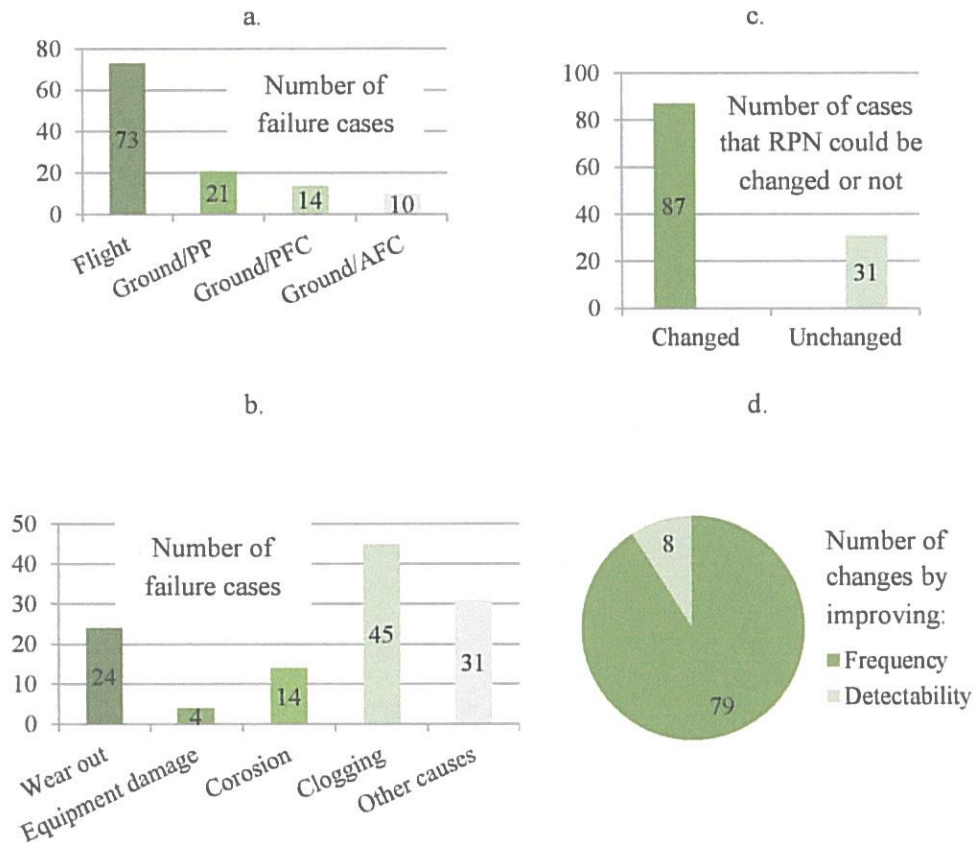 a.
80
60
40
20
0
Number of
failure cases
73
21
14
10
Flight
Ground/PP
Ground/PFC
Ground/AFC
c.
100
80
60
40
20
0
Number of cases
that RPN could be
changed or not
87
31
Changed
Unchanged
b.
50
40
30
20
10
0
Number of
failure cases
24
4
14
45
31
Wear out
Equipment damage
Corosion
Clogging
Other causes
d.
8
79
Number of
changes by
improving:
Frequency
Detectability